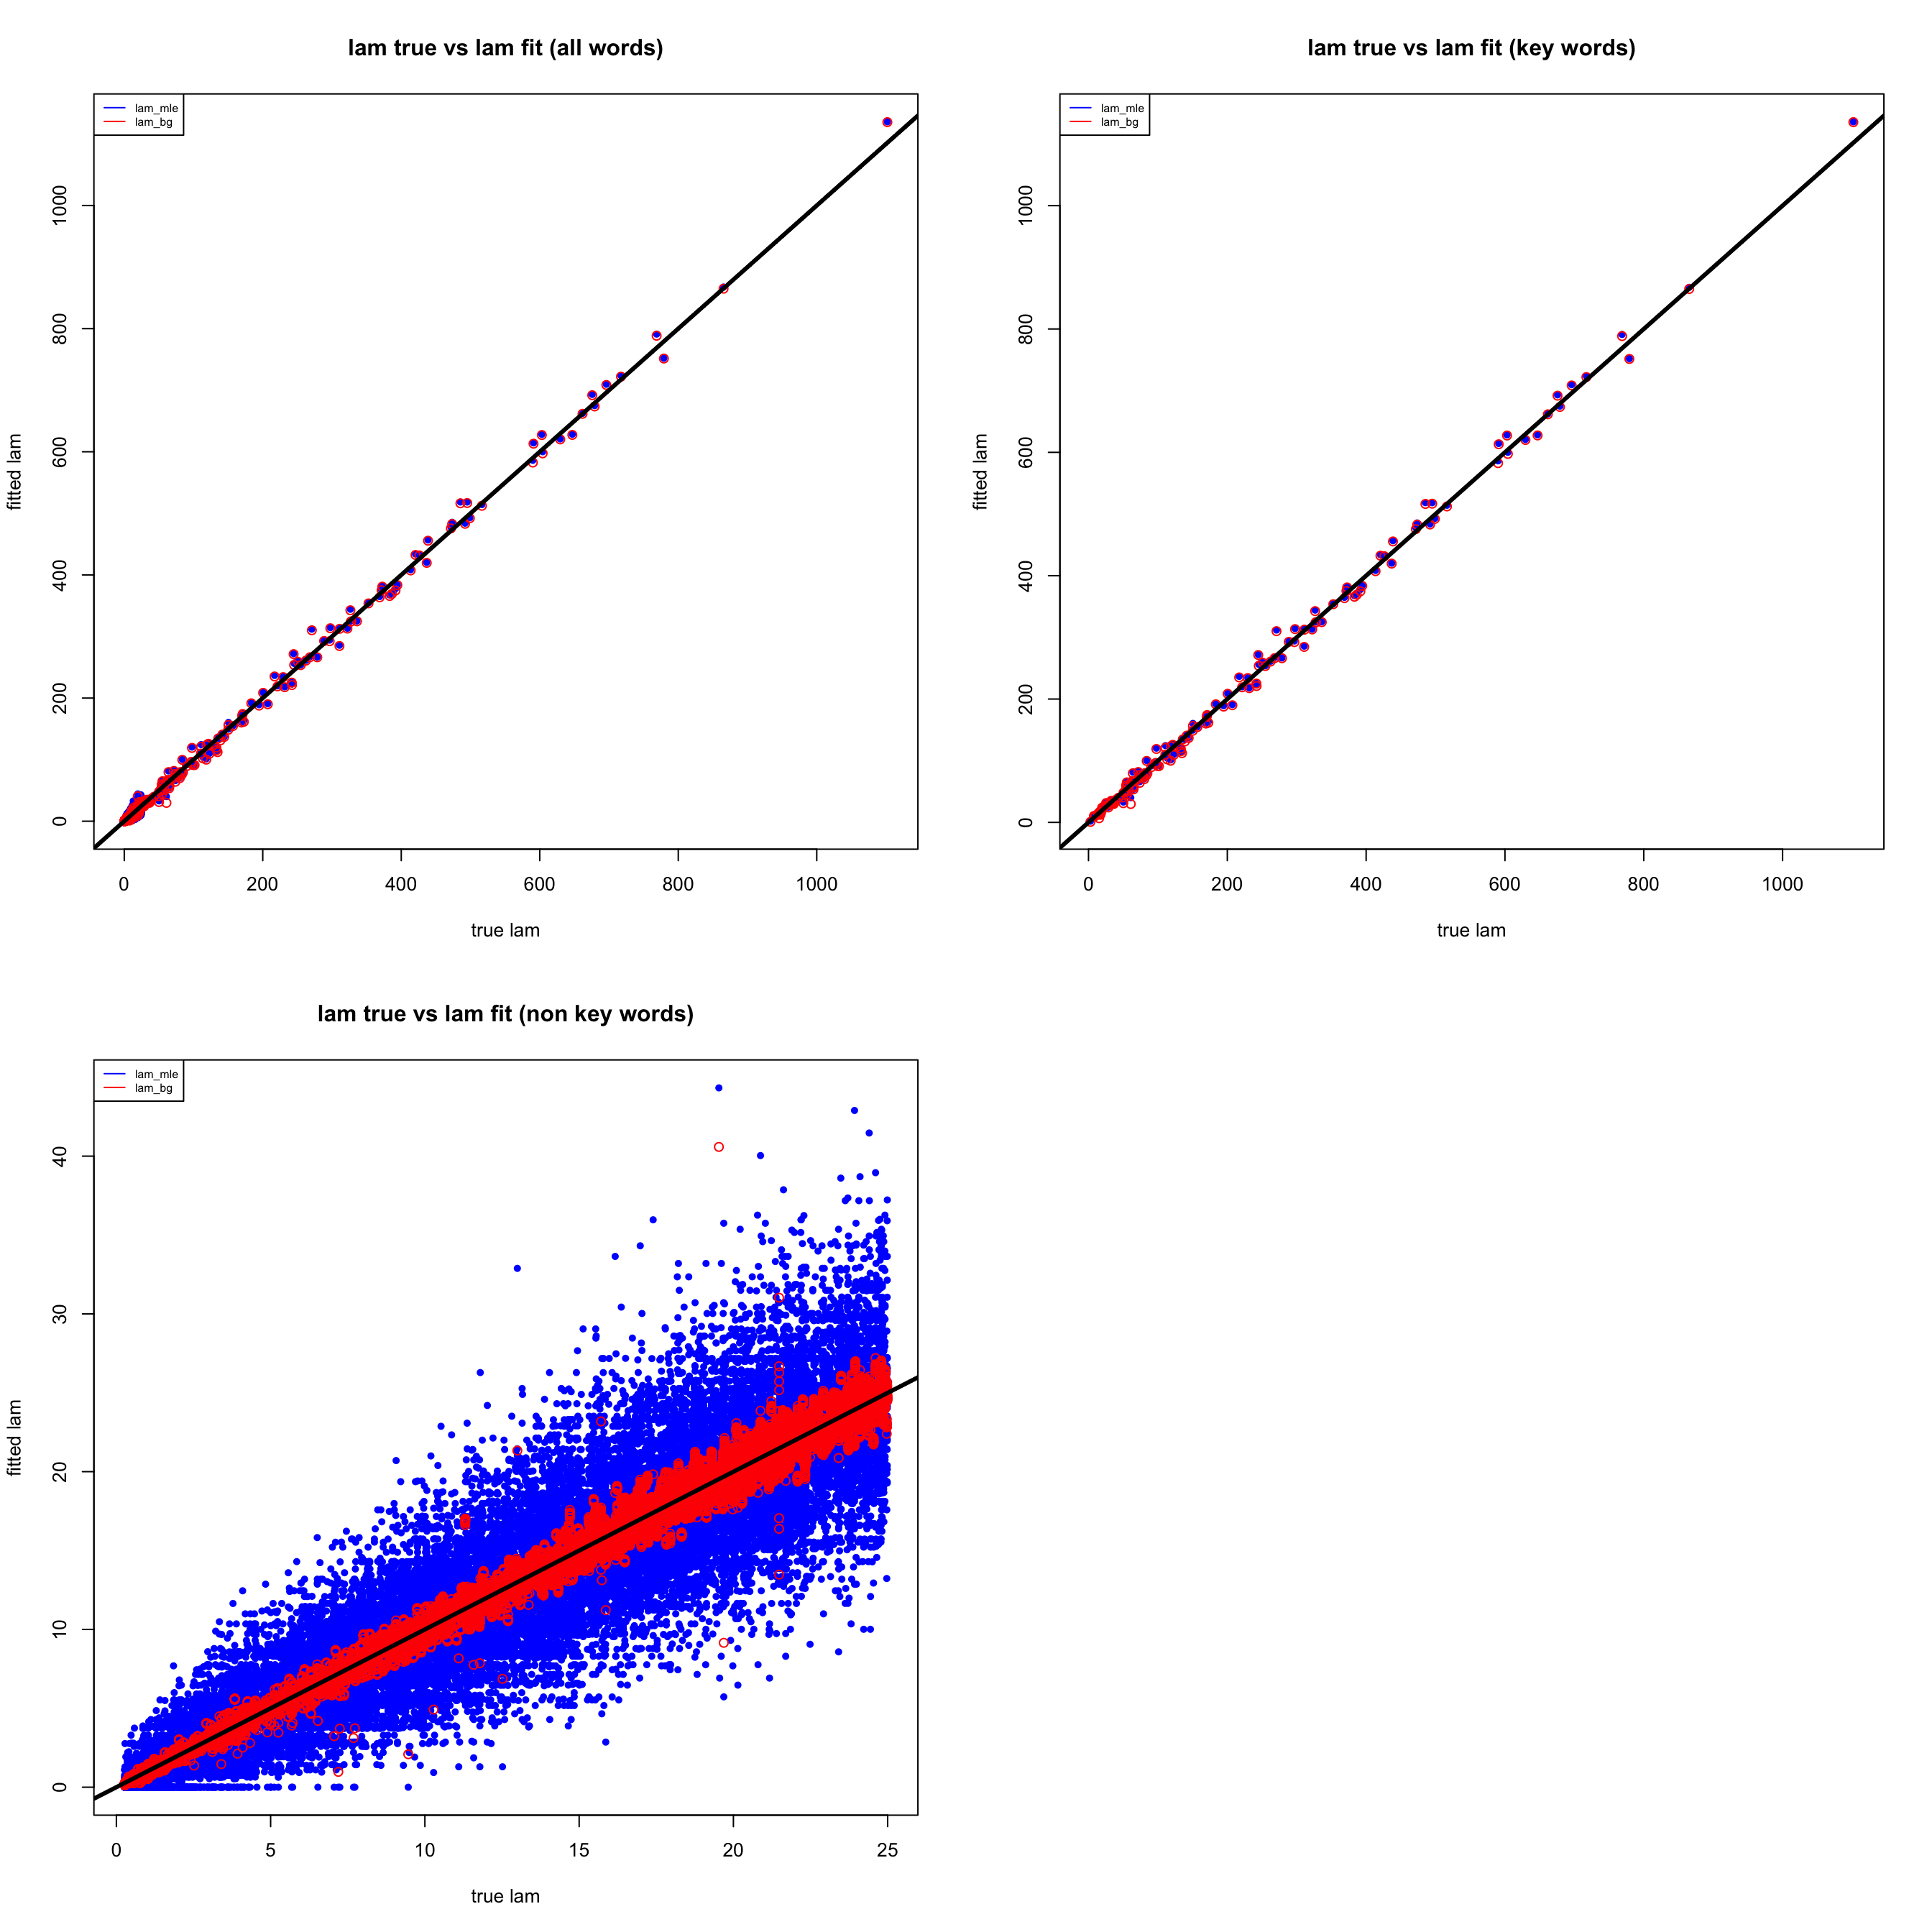 lam true vs lam fit (all words)
lam_mle
lam_bg
fitted lam
0
200
400
600
800
1000
0 200 400 600 800 1000
true lam
lam true vs lam fit (key words)
lam_mle
lam_bg
fitted lam
0
200
400
600
800
1000
0 200 400 600 800 1000
true lam
lam true vs lam fit (non key words)
lam_mle
lam_bg
fitted lam
0
10
20
30
40
0 5 10 15 20 25
true lam